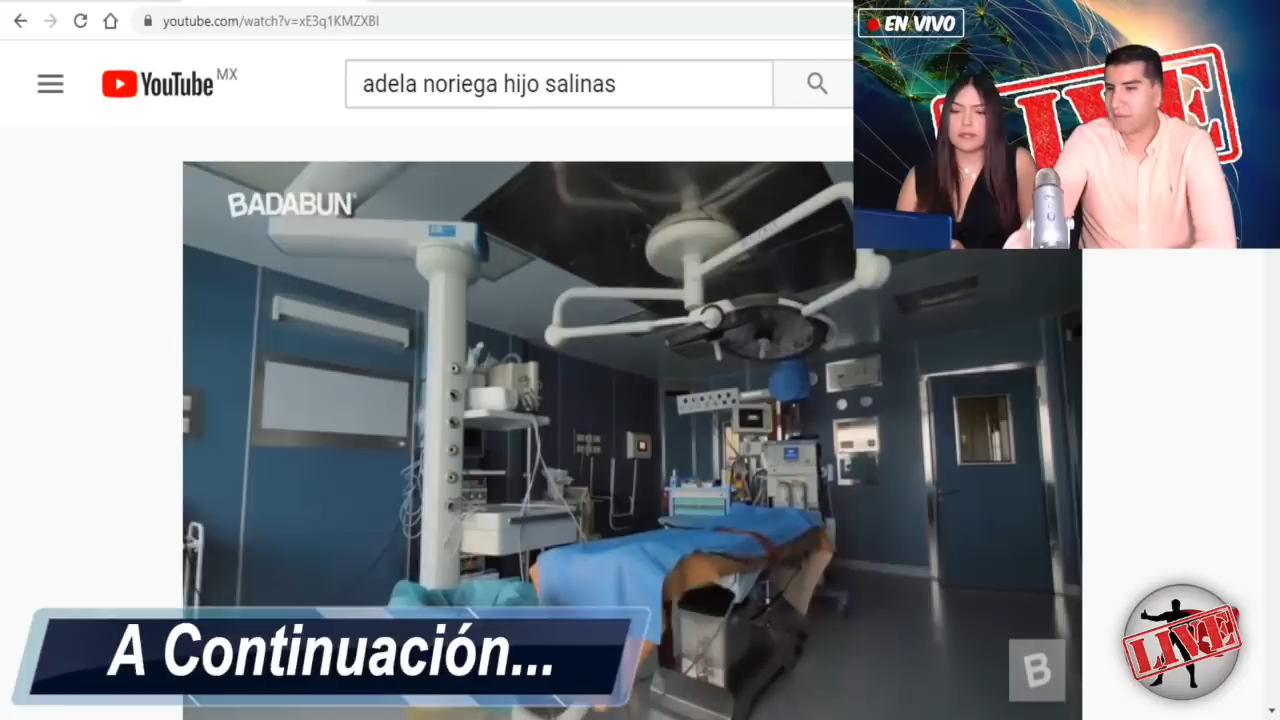 youtube.com/watch?v=xE3q1KMZXBI
EN VIVO
YouTube MX
adela noriega hijo salinas
LIVE
BADABUN
A Continuación...
B
LIVE